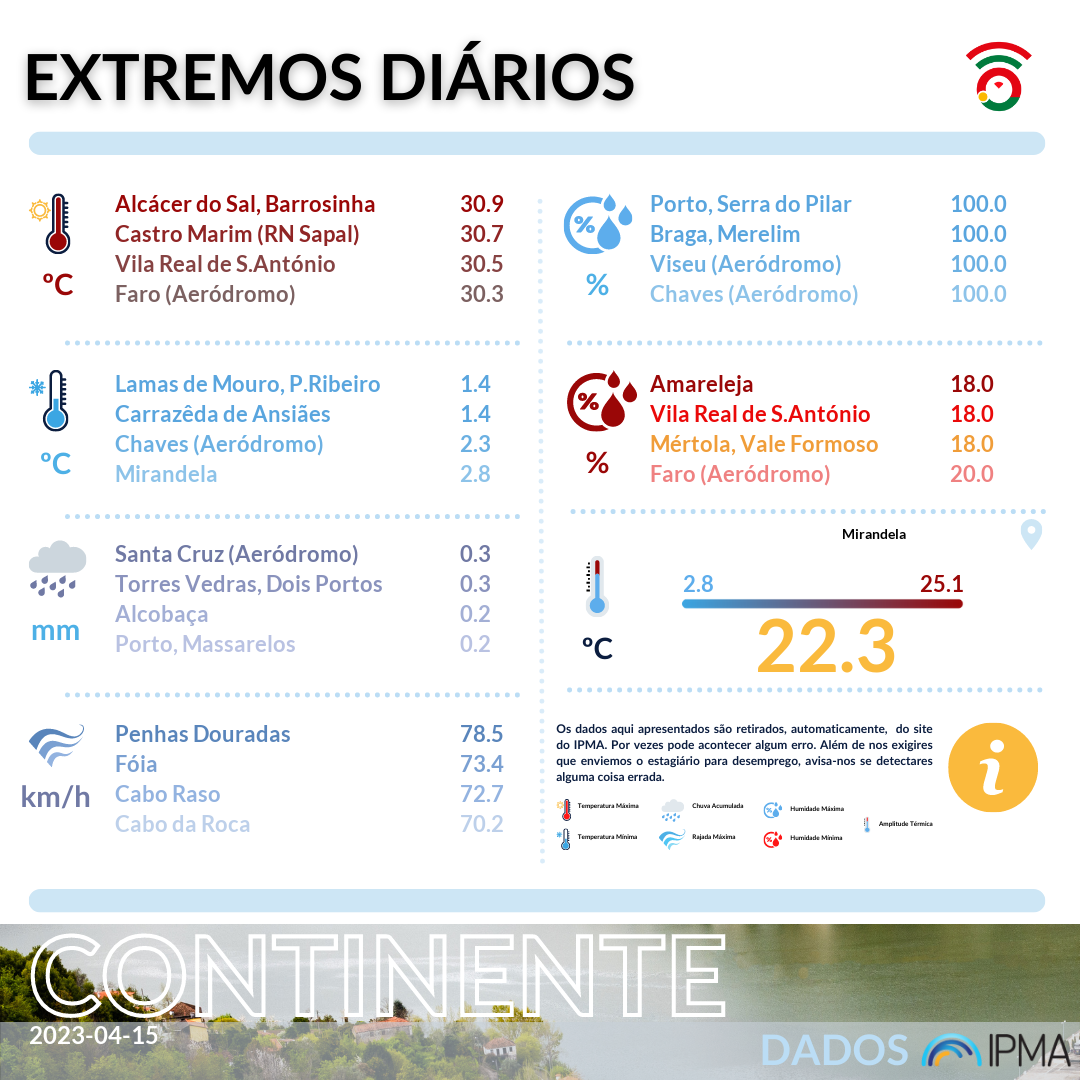 EXTREMOS DIÁRIOS
ºC
Alcácer do Sal, Barrosinha 30.9
Castro Marim (RN Sapal) 30.7
Vila Real de S.António 30.5
Faro (Aeródromo) 30.3
ºC
Lamas de Mouro, P.Ribeiro 1.4
Carrazêda de Ansiães 1.4
Chaves (Aeródromo) 2.3
Mirandela 2.8
mm
Santa Cruz (Aeródromo) 0.3
Torres Vedras, Dois Portos 0.3
Alcobaça 0.2
Porto, Massarelos 0.2
km/h
Penhas Douradas 78.5
Fóia 73.4
Cabo Raso 72.7
Cabo da Roca 70.2
%
%
Porto, Serra do Pilar 100.0
Braga, Merelim 100.0
Viseu (Aeródromo) 100.0
Chaves (Aeródromo) 100.0
%
%
Amareleja 18.0
Vila Real de S.António 18.0
Mértola, Vale Formoso 18.0
Faro (Aeródromo) 20.0
Mirandela
ºC
2.8 25.1
22.3
Os dados aqui apresentados são retirados, automaticamente, do site
do IPMA. Por vezes pode acontecer algum erro. Além de nos exigires
que enviemos o estagiário para desemprego, avisa-nos se detectares
alguma coisa errada.
i
Temperatura Máxima
Chuva Acumulada
Humidade Máxima
Amplitude Térmica
Temperatura Mínima
Rajada Máxima
Humidade Mínima
CONTINENTE
2023-04-15
DADOS IPMA